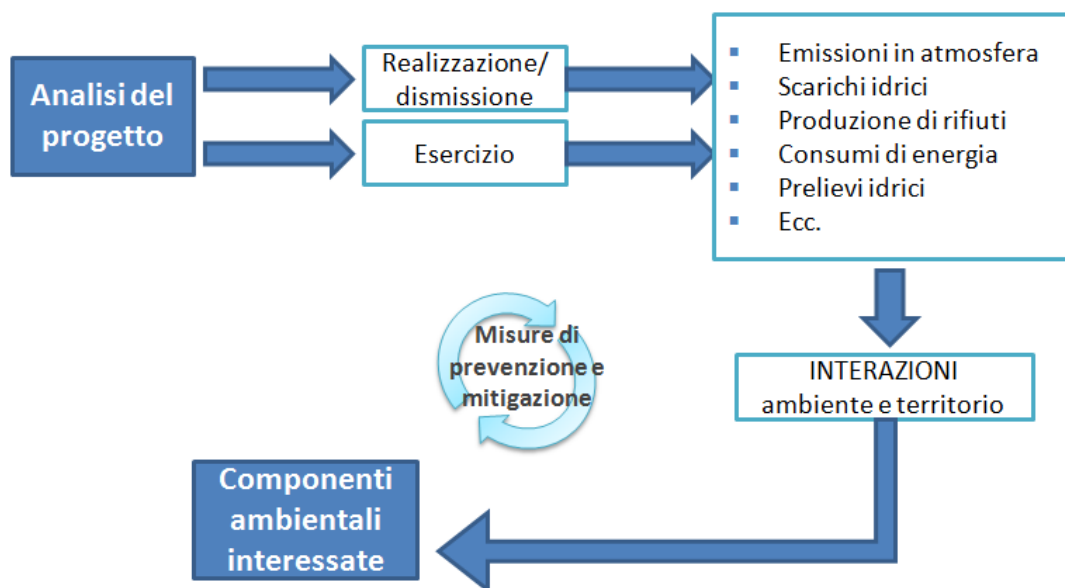 Analisi del
progetto
Realizzazione/
dismissione
Esercizio
▪ Emissioni in atmosfera
▪ Scarichi idrici
▪ Produzione di rifiuti
▪ Consumi di energia
▪ Prelievi idrici
▪ Ecc.
Misure di
prevenzione e
mitigazione
INTERAZIONI
ambiente e territorio
Componenti
ambientali
interessate